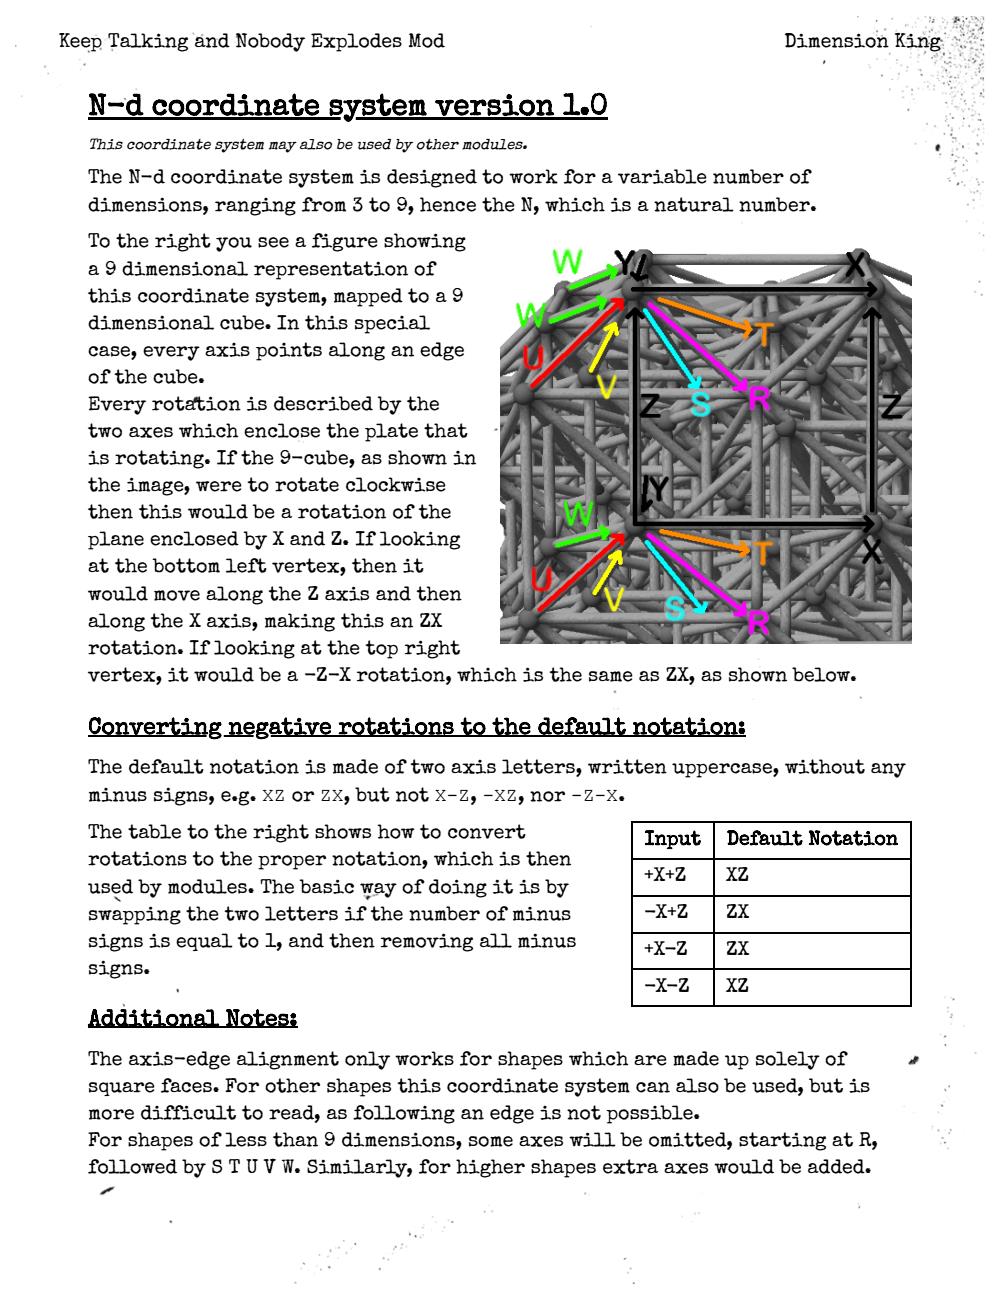 Keep Talking and Nobody Explodes Mod
Dimension King
N-d coordinate system version 1.0
This coordinate system may also be used by other modules.
The N-d coordinate system is designed to work for a variable number of
dimensions, ranging from 3 to 9, hence the N, which is a natural number.
To the right you see a figure showing
a 9 dimensional representation of
this coordinate system, mapped to a 9
dimensional cube. In this special
case, every axis points along an edge
of the cube.
Every rotation is described by the
two axes which enclose the plate that
is rotating. If the 9-cube, as shown in
the image, were to rotate clockwise
then this would be a rotation of the
plane enclosed by X and Z. If looking
at the bottom left vertex, then it
would move along the Z axis and then
along the X axis, making this an ZX
rotation. If looking at the top right
vertex, it would be a -Z-X rotation, which is the same as ZX, as shown below.
W
Y
X
W
U
V
T
S
R
Z
Z
Y
W
U
V
T
X
S
R
Converting negative rotations to the default notation:
The default notation is made of two axis letters, written uppercase, without any
minus signs, e.g. XZ or ZX, but not X-Z, -XZ, nor -Z-X.
The table to the right shows how to convert
rotations to the proper notation, which is then
used by modules. The basic way of doing it is by
swapping the two letters if the number of minus
signs is equal to 1, and then removing all minus
signs.
Input Default Notation
+X+Z XZ
-X+Z ZX
+X-Z ZX
-X-Z XZ
Additional Notes:
The axis-edge alignment only works for shapes which are made up solely of
square faces. For other shapes this coordinate system can also be used, but is
more difficult to read, as following an edge is not possible.
For shapes of less than 9 dimensions, some axes will be omitted, starting at R,
followed by S T U V W. Similarly, for higher shapes extra axes would be added.